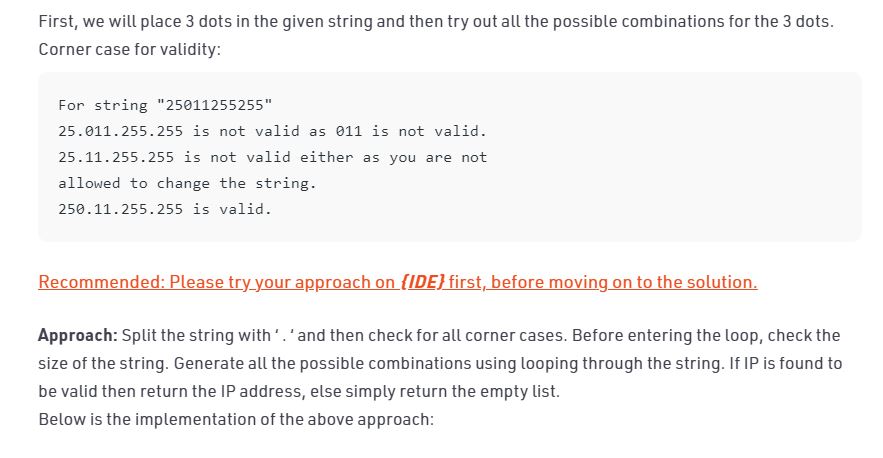 First, we will place 3 dots in the given string and then try out all the possible combinations for the 3 dots.
Corner case for validity:
For string "25011255255"
25.011.255.255 is not valid as 011 is not valid.
25.11.255.255 is not valid either as you are not
allowed to change the string.
250.11.255.255 is valid.
Recommended: Please try your approach on {IDE} first, before moving on to the solution.
Approach: Split the string with ‘ . ‘ and then check for all corner cases. Before entering the loop, check the
size of the string. Generate all the possible combinations using looping through the string. If IP is found to
be valid then return the IP address, else simply return the empty list.
Below is the implementation of the above approach: